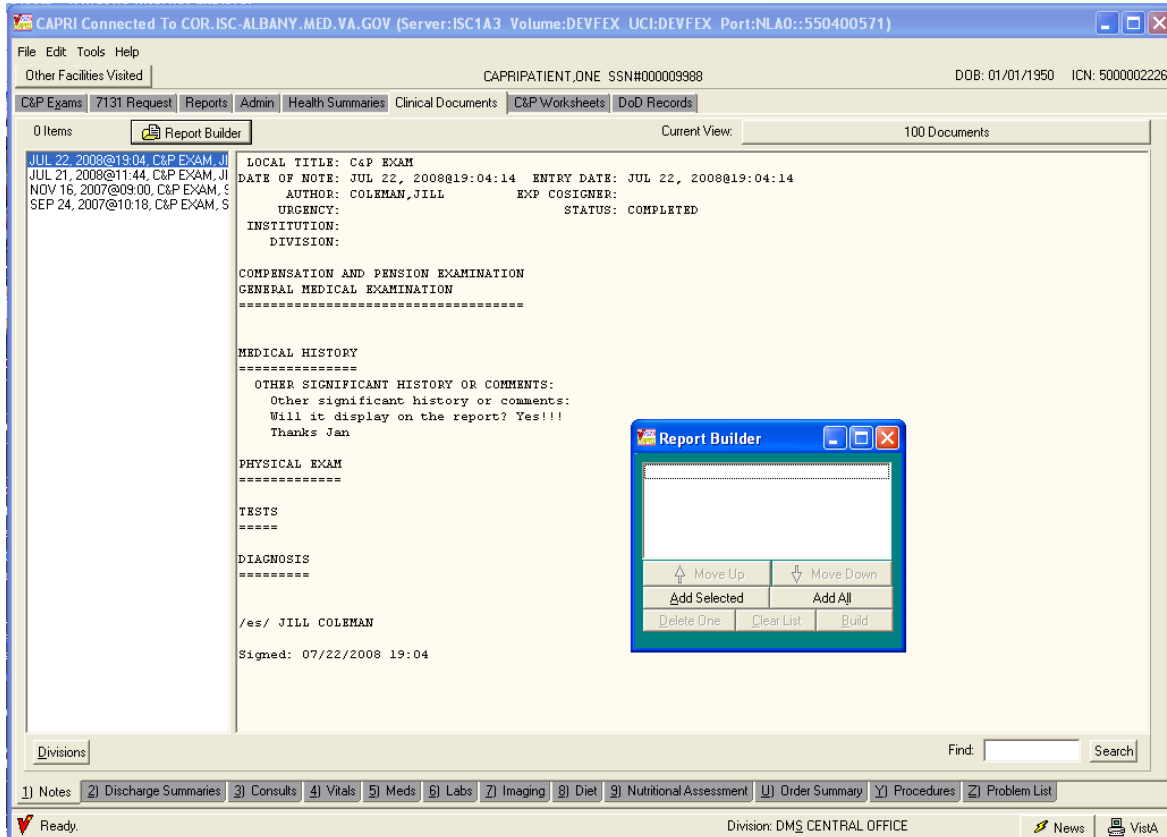 CAPRI Connected To COR.ISC-ALBANY.MED.VA.GOV (Server:ISC1A3 Volume:DEVFEX UCI:DEVFEX Port:NLA0::550400571)
File Edit Tools Help
Other Facilities Visited CAPRIPATIENT,ONE SSN#000009988 DOB: 01/01/1950 ICN: 5000002226
C&P Exams 7131 Request Reports Admin Health Summaries Clinical Documents C&P Worksheets DoD Records
0 Items Report Builder Current View: 100 Documents
JUL 22, 2008@19:04, C&P EXAM, JI
JUL 21, 2008@11:44, C&P EXAM, JI
NOV 16, 2007@09:00, C&P EXAM, S
SEP 24, 2007@10:18, C&P EXAM, S
LOCAL TITLE: C&P EXAM
DATE OF NOTE: JUL 22, 2008@19:04:14 ENTRY DATE: JUL 22, 2008@19:04:14
AUTHOR: COLEMAN,JILL EXP COSIGNER:
URGENCY: STATUS: COMPLETED
INSTITUTION:
DIVISION:
COMPENSATION AND PENSION EXAMINATION
GENERAL MEDICAL EXAMINATION
====================================
MEDICAL HISTORY
===============
OTHER SIGNIFICANT HISTORY OR COMMENTS:
Other significant history or comments:
Will it display on the report? Yes!!!
Thanks Jan
PHYSICAL EXAM
=============
TESTS
=====
DIAGNOSIS
=========
/es/ JILL COLEMAN
Signed: 07/22/2008 19:04
Report Builder
Move Up Move Down
Add Selected Add All
Delete One Clear List Build
Divisions Find: Search
1) Notes 2) Discharge Summaries 3) Consults 4) Vitals 5) Meds 6) Labs 7) Imaging 8) Diet 9) Nutritional Assessment U) Order Summary Y) Procedures Z) Problem List
Ready. Division: DMS CENTRAL OFFICE News VistA